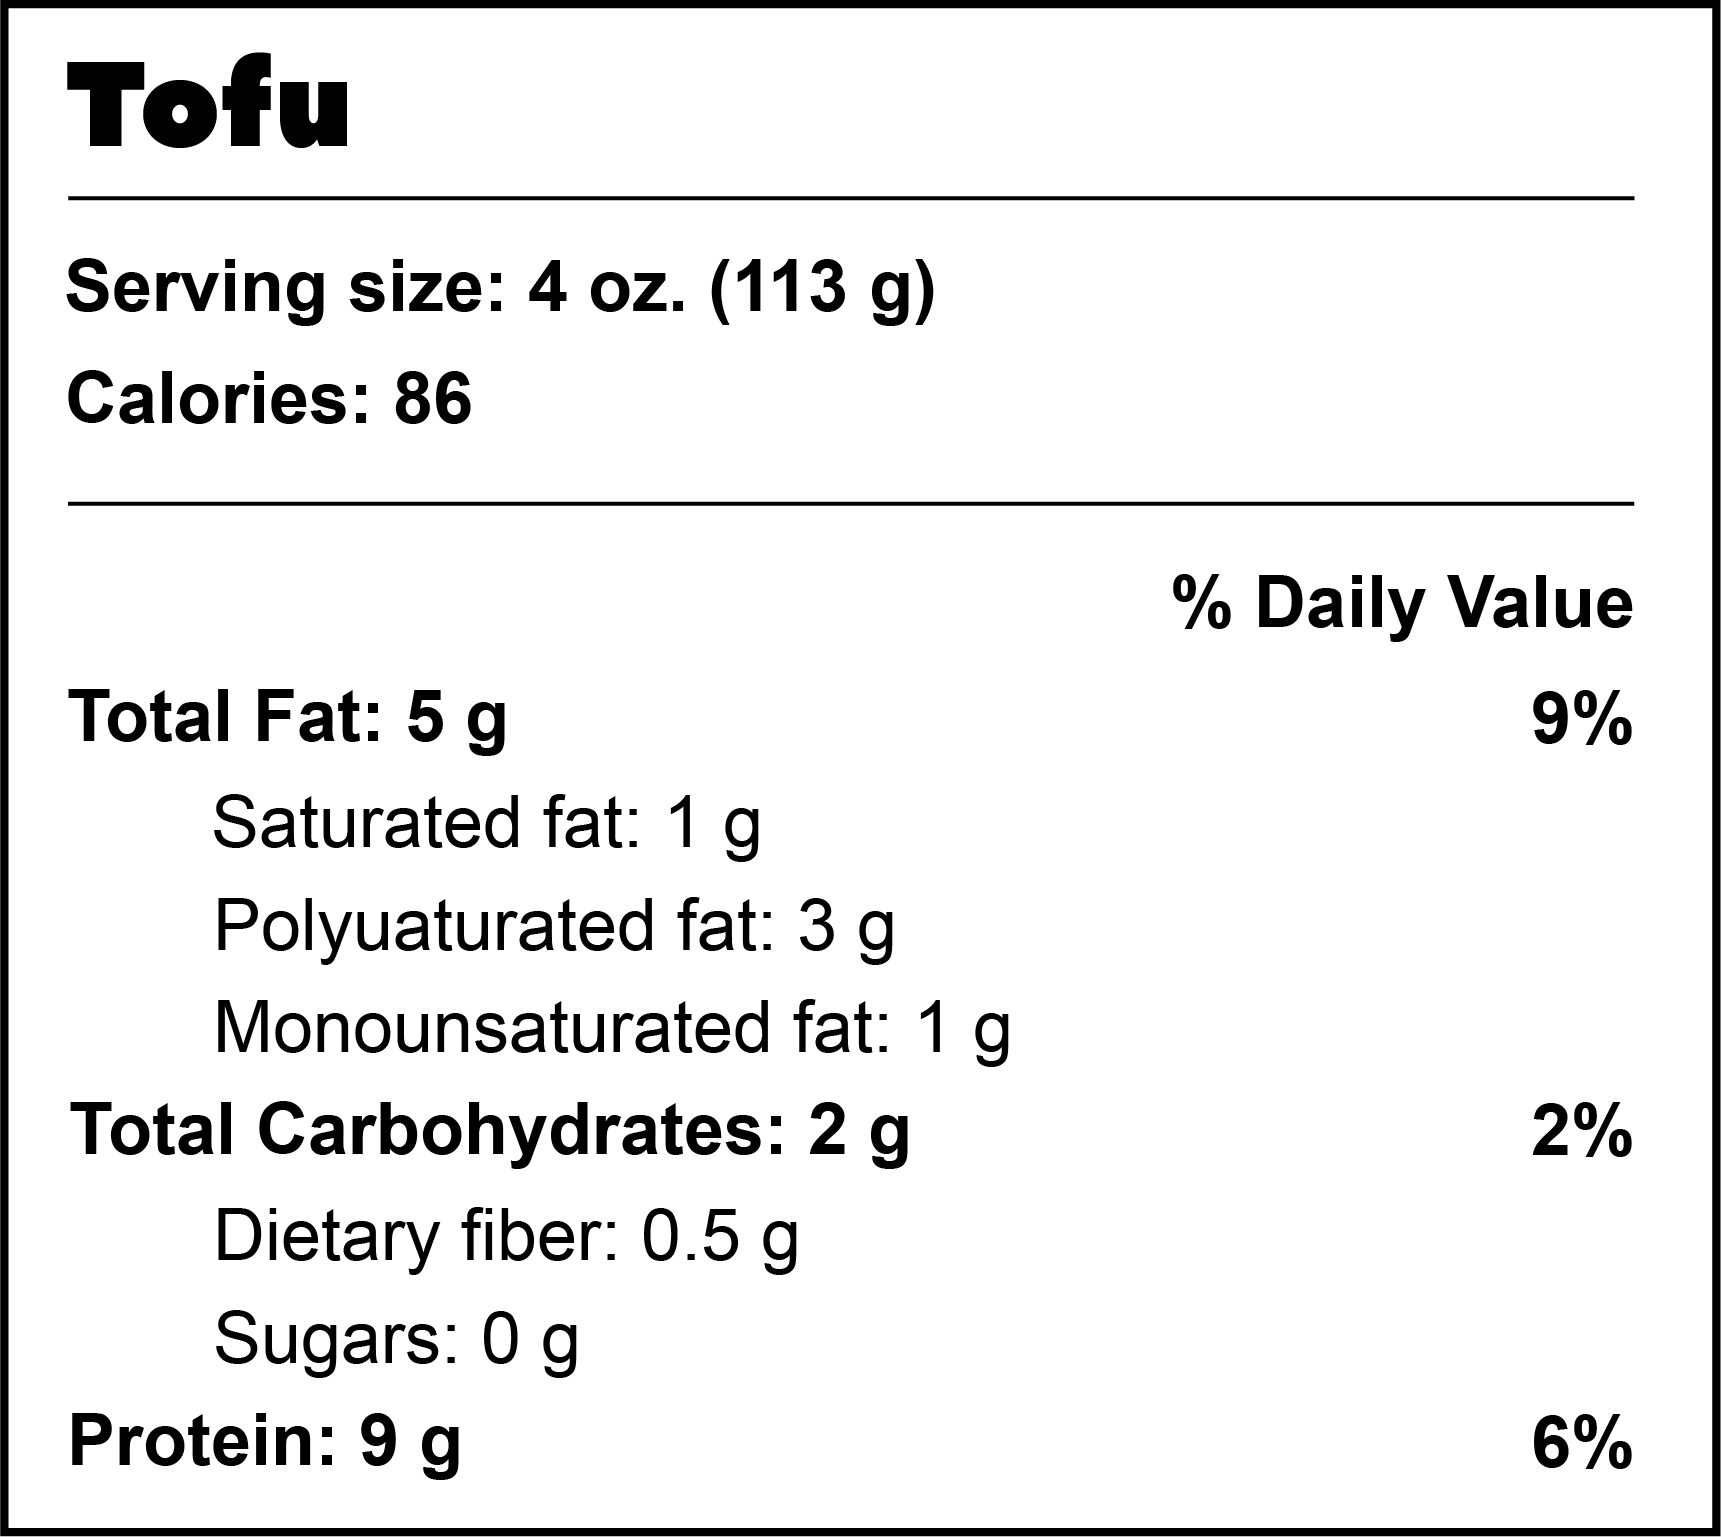 Tofu
Serving size: 4 oz. (113 g)
Calories: 86
% Daily Value
Total Fat: 5 g 9%
Saturated fat: 1 g
Polyuaturated fat: 3 g
Monounsaturated fat: 1 g
Total Carbohydrates: 2 g 2%
Dietary fiber: 0.5 g
Sugars: 0 g
Protein: 9 g 6%